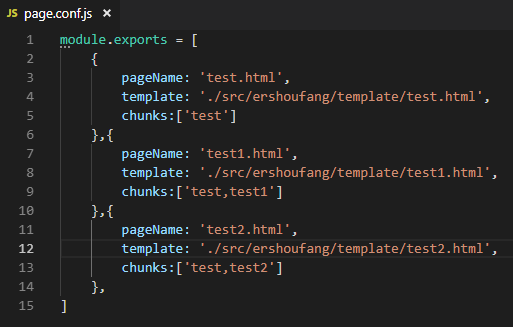 JS page.conf.js ×
1 module.exports = [
2 {
3 pageName: 'test.html',
4 template: './src/ershoufang/template/test.html',
5 chunks:['test']
6 },{
7 pageName: 'test1.html',
8 template: './src/ershoufang/template/test1.html',
9 chunks:['test,test1']
10 },{
11 pageName: 'test2.html',
12 template: './src/ershoufang/template/test2.html',
13 chunks:['test,test2']
14 },
15 ]